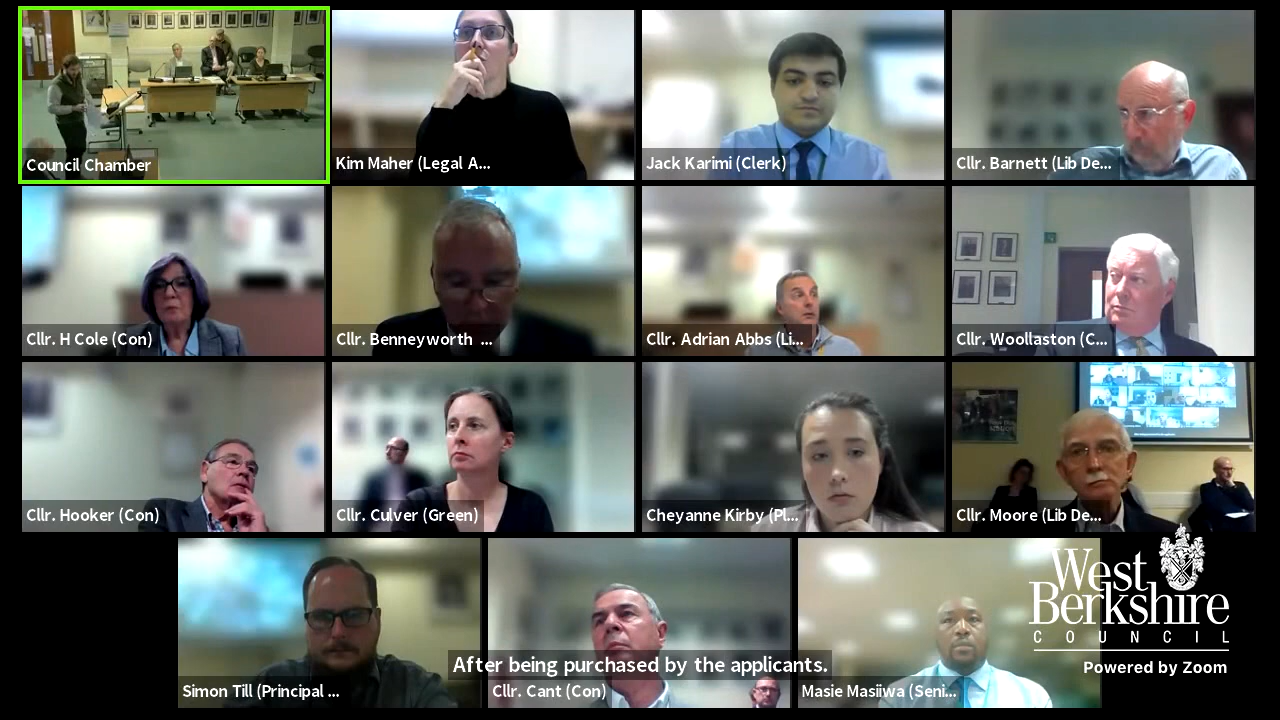 Council Chamber
Kim Maher (Legal A...
Jack Karimi (Clerk)
Cllr. Barnett (Lib De...
Cllr. H Cole (Con)
Cllr. Benneyworth ...
Cllr. Adrian Abbs (Li...
Cllr. Woollaston (C...
Cllr. Hooker (Con)
Cllr. Culver (Green)
Cheyanne Kirby (Pl...
Cllr. Moore (Lib De...
West
Berkshire
COUNCIL
Powered by Zoom
After being purchased by the applicants.
Simon Till (Principal ...
Cllr. Cant (Con)
Masie Masiiwa (Seni...